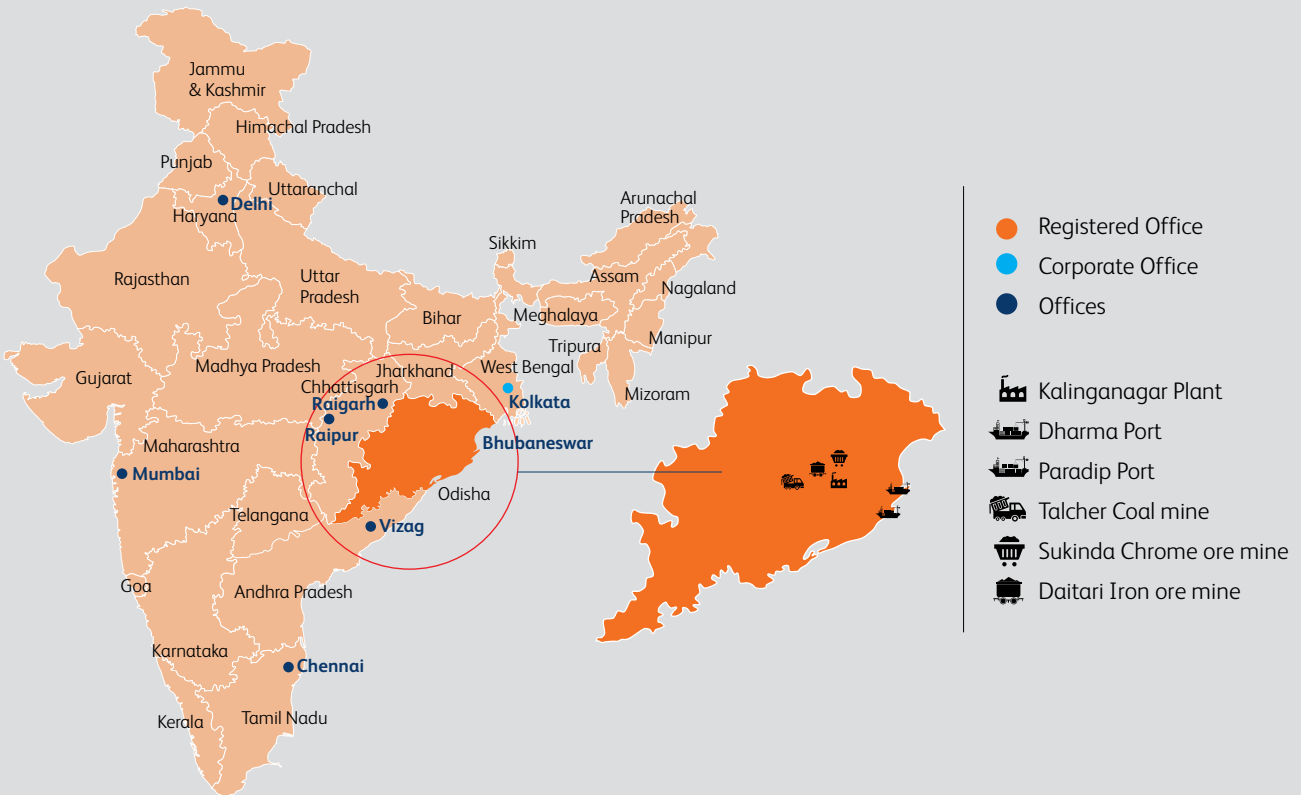 Jammu
& Kashmir
Himachal Pradesh
Punjab
Uttaranchal
Delhi
Haryana
Arunachal
Pradesh
Sikkim
Rajasthan
Uttar
Pradesh
Assam
Nagaland
Bihar
Meghalaya
Manipur
Tripura
Gujarat
Madhya Pradesh
Jharkhand
West Bengal
Chhattisgarh
Mizoram
Raigarh
Kolkata
Raipur
Bhubaneswar
Maharashtra
Mumbai
Odisha
Telangana
Vizag
Goa
Andhra Pradesh
Karnataka
Chennai
Kerala
Tamil Nadu
Registered Office
Corporate Office
Offices
Kalinganagar Plant
Dharma Port
Paradip Port
Talcher Coal mine
Sukinda Chrome ore mine
Daitari Iron ore mine